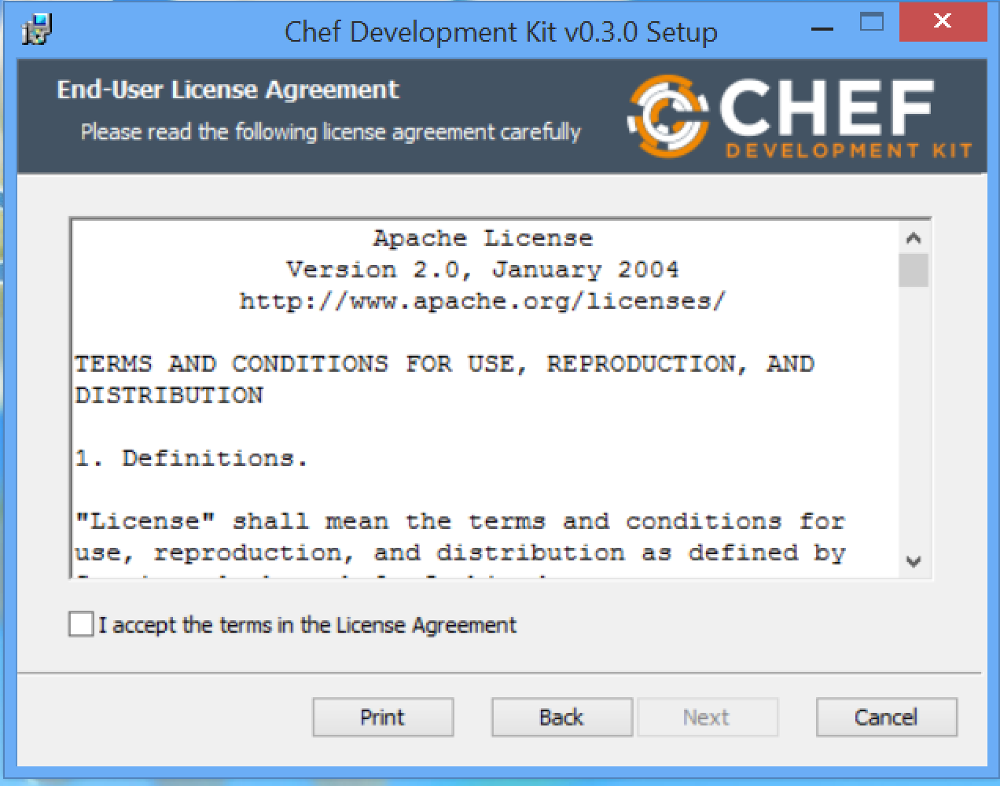 Chef Development Kit v0.3.0 Setup
End-User License Agreement
Please read the following license agreement carefully
CHEF
DEVELOPMENT KIT
Apache License
Version 2.0, January 2004
http://www.apache.org/licenses/
TERMS AND CONDITIONS FOR USE, REPRODUCTION, AND
DISTRIBUTION
1. Definitions.
"License" shall mean the terms and conditions for
use, reproduction, and distribution as defined by
I accept the terms in the License Agreement
Print
Back
Next
Cancel